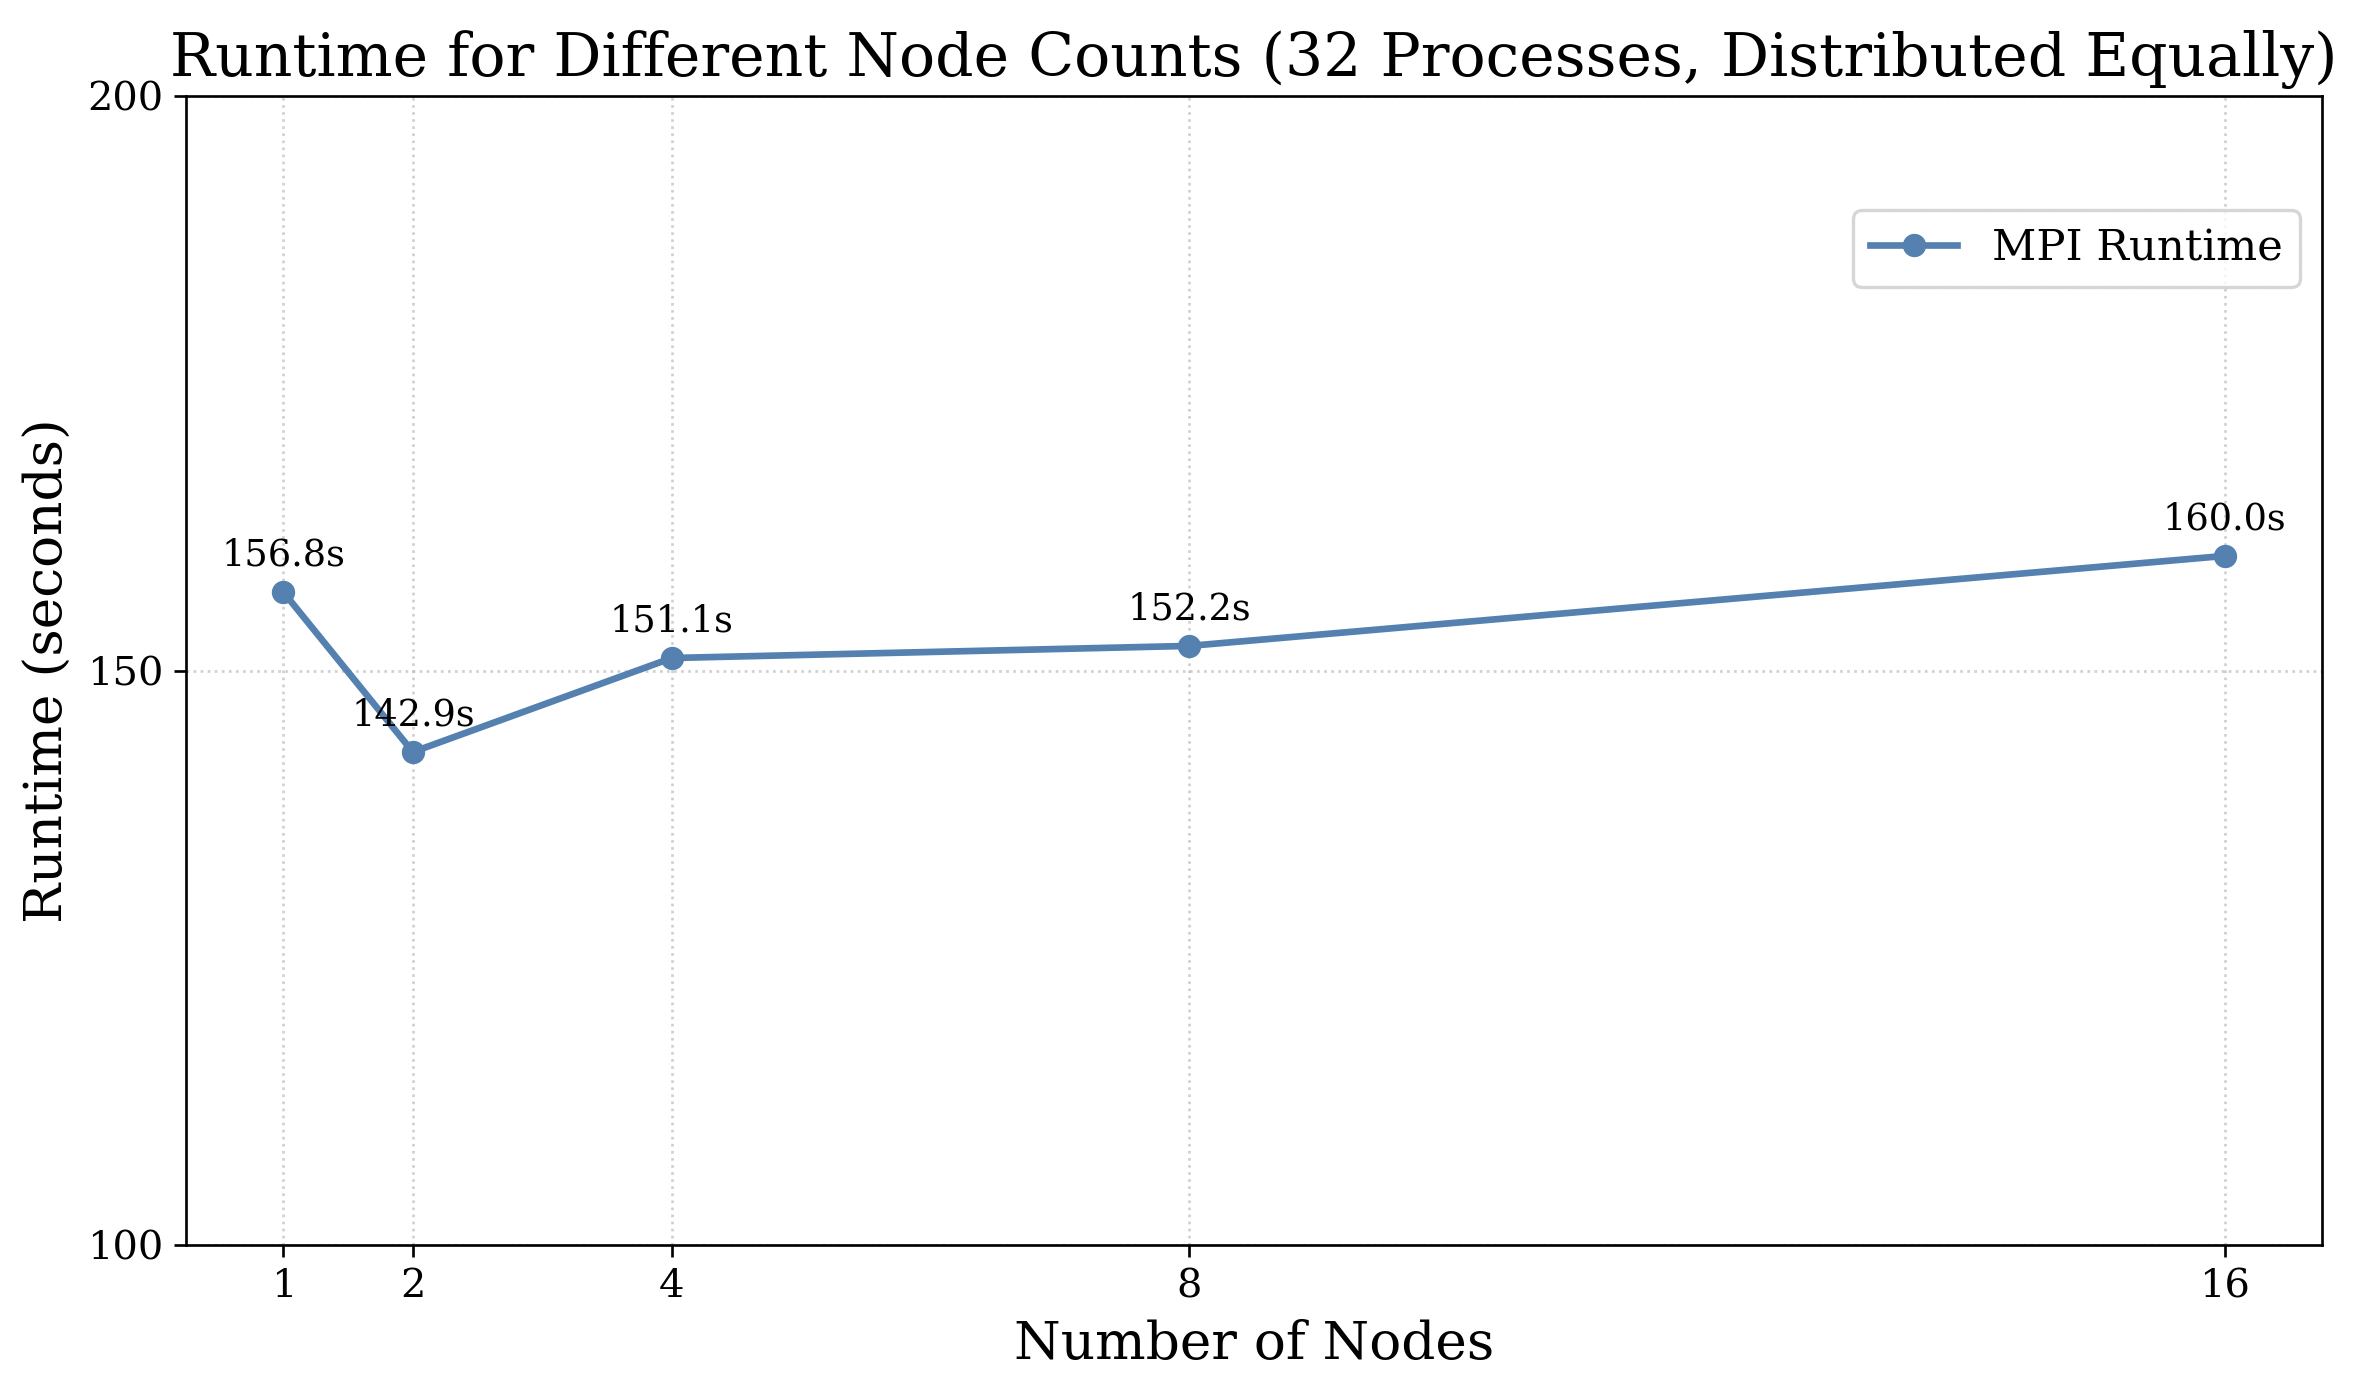 Runtime for Different Node Counts (32 Processes, Distributed Equally)
200
MPI Runtime
160.0s
156.8s
151.1s
152.2s
150
142.9s
Runtime (seconds)
100
1 2 4 8 16
Number of Nodes